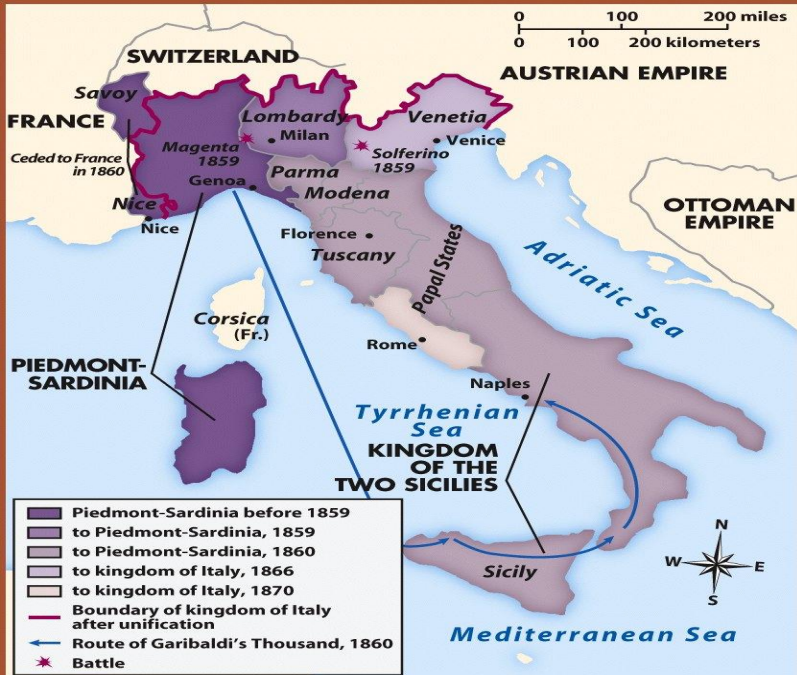 0 100 200 miles
0 100 200 kilometers
SWITZERLAND
AUSTRIAN EMPIRE
Savoy
FRANCE
Lombardy
Venetia
Milan
Venice
Ceded to France
in 1860
Magenta
1859
Solferino
1859
Parma
Genoa
Modena
Nice
Nice
OTTOMAN
EMPIRE
Florence
Tuscany
Papal States
Adriatic Sea
Corsica
(Fr.)
Rome
PIEDMONT-
SARDINIA
Naples
Tyrrhenian
Sea
KINGDOM
OF THE
TWO SICILIES
Piedmont-Sardinia before 1859
to Piedmont-Sardinia, 1859
to Piedmont-Sardinia, 1860
to kingdom of Italy, 1866
to kingdom of Italy, 1870
Boundary of kingdom of Italy
after unification
Route of Garibaldi's Thousand, 1860
Battle
Sicily
N
W E
S
Mediterranean Sea